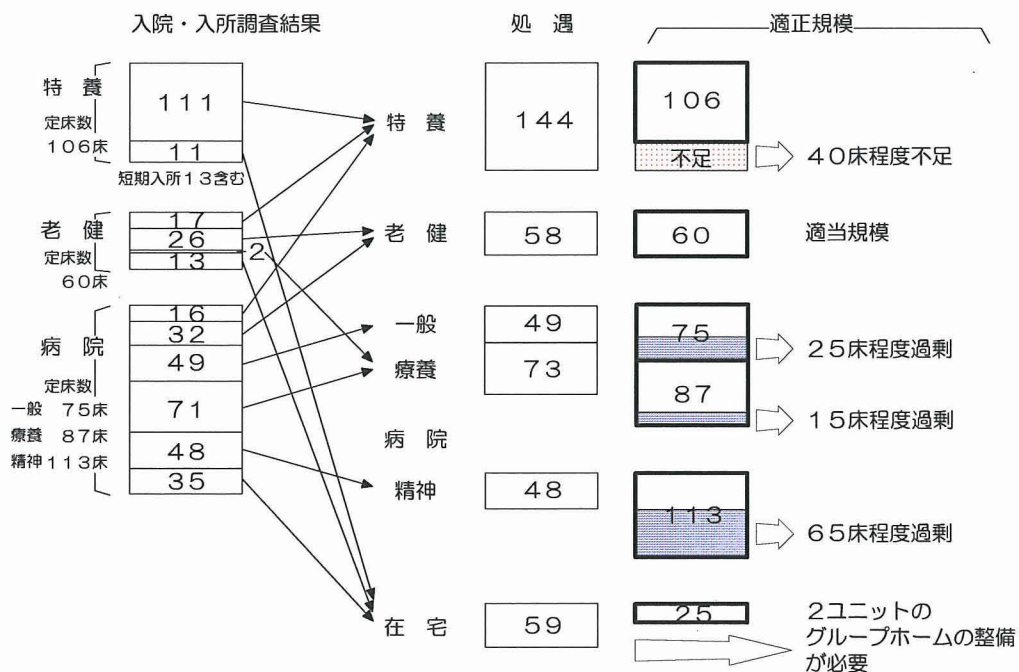 入院・入所調査結果
処　遇
適正規模
特　養
定床数
106床
111
11
短期入所13含む
特　養
144
106
不足
40床程度不足
老　健
定床数
60床
17
26
2
13
老　健
58
60
適当規模
病　院
定床数
一般　75床
療養　87床
精神113床
16
32
49
71
48
35
一般
療養
病　院
精神
49
73
48
75
25床程度過剰
87
15床程度過剰
113
65床程度過剰
在　宅
59
25
2ユニットの
グループホームの整備
が必要